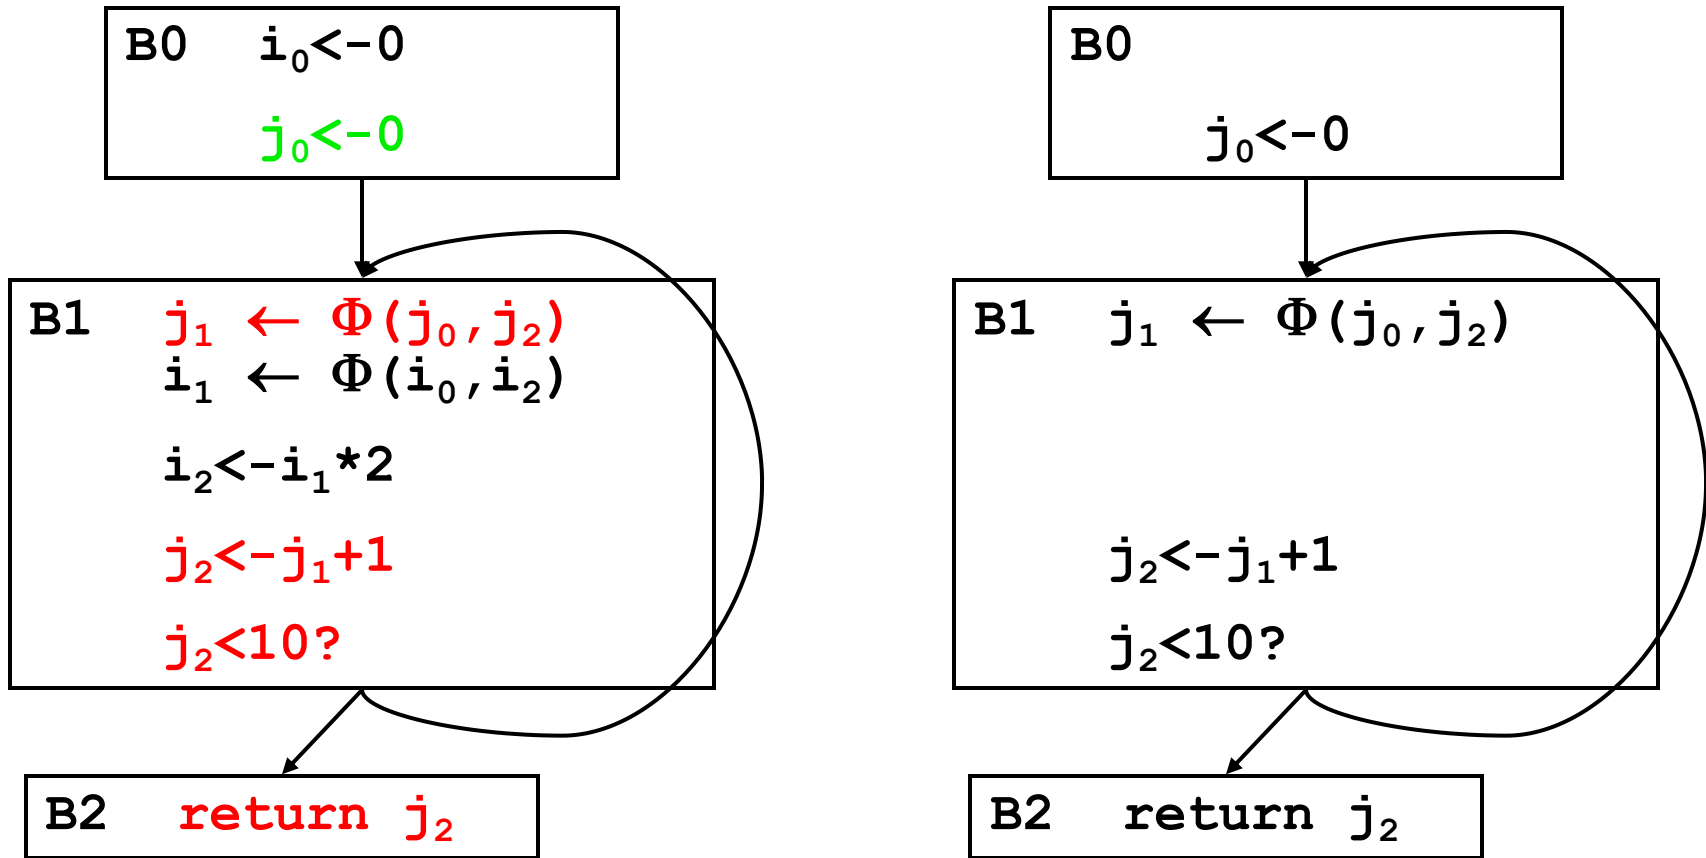 B0 i₀<-0
j₀<-0
B1 j₁ ← Φ(j₀,j₂)
i₁ ← Φ(i₀,i₂)
i₂<-i₁*2
j₂<-j₁+1
j₂<10?
B2 return j₂
B0
j₀<-0
B1 j₁ ← Φ(j₀,j₂)
j₂<-j₁+1
j₂<10?
B2 return j₂